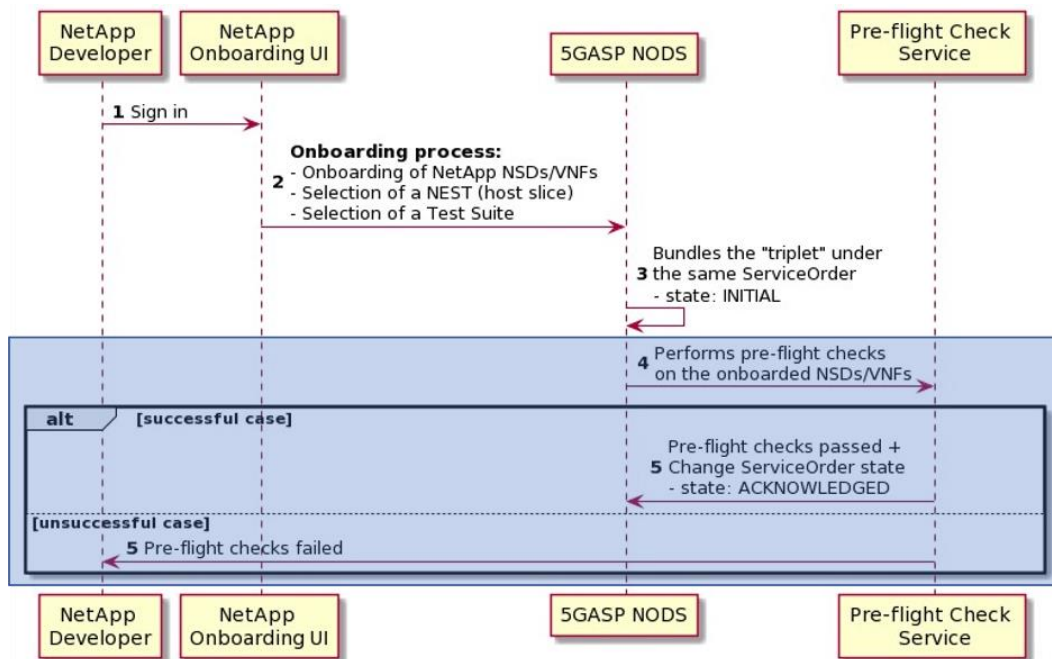 NetApp
Developer
NetApp
Onboarding UI
5GASP NODS
Pre-flight Check
Service
1 Sign in
Onboarding process:
- Onboarding of NetApp NSDs/VNFs
2 - Selection of a NEST (host slice)
- Selection of a Test Suite
Bundles the "triplet" under
3 the same ServiceOrder
- state: INITIAL
4 Performs pre-flight checks
on the onboarded NSDs/VNFs
alt [successful case]
Pre-flight checks passed +
5 Change ServiceOrder state
- state: ACKNOWLEDGED
[unsuccessful case]
5 Pre-flight checks failed
NetApp
Developer
NetApp
Onboarding UI
5GASP NODS
Pre-flight Check
Service